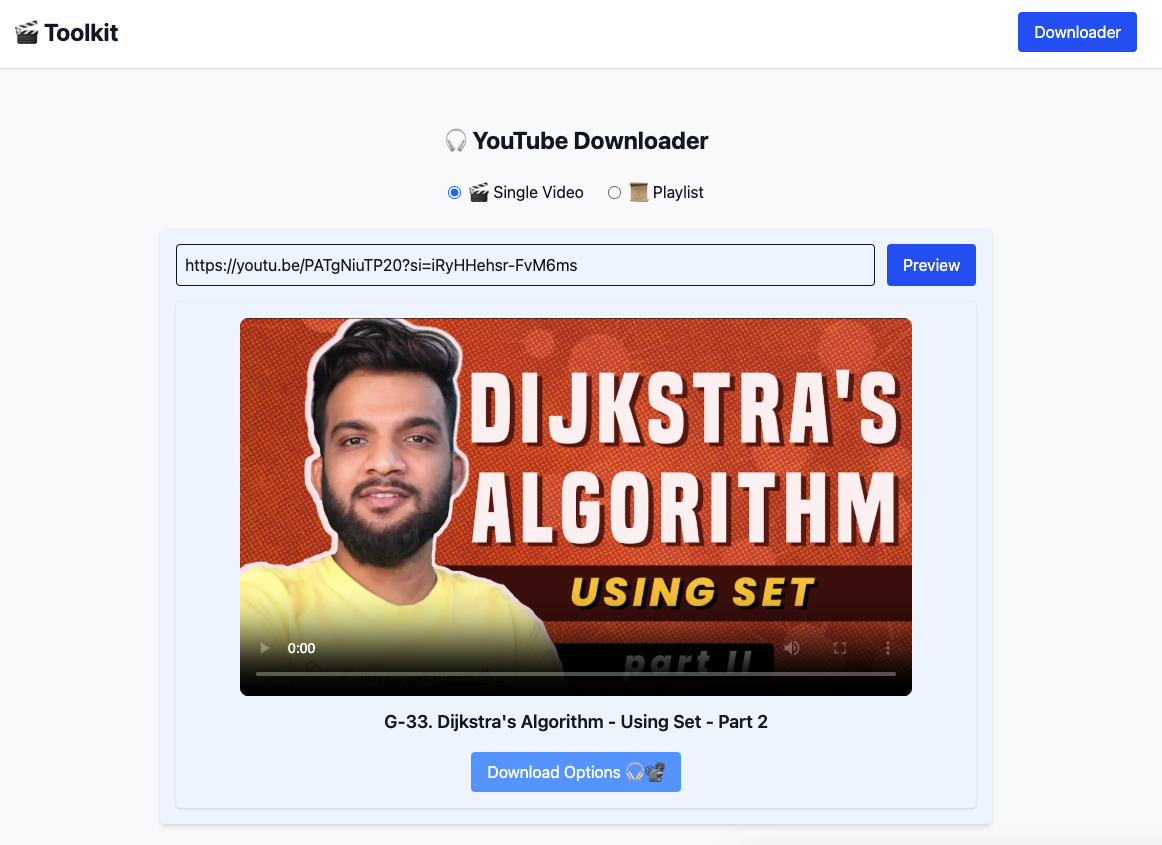 🎬 Toolkit
Downloader
🎧 YouTube Downloader
🎬 Single Video
📜 Playlist
https://youtu.be/PATgNiuTP20?si=iRyHHehsr-FvM6ms
Preview
DIJKSTRA'S
ALGORITHM
USING SET
part II
0:00
G-33. Dijkstra's Algorithm - Using Set - Part 2
Download Options 🎧📽️